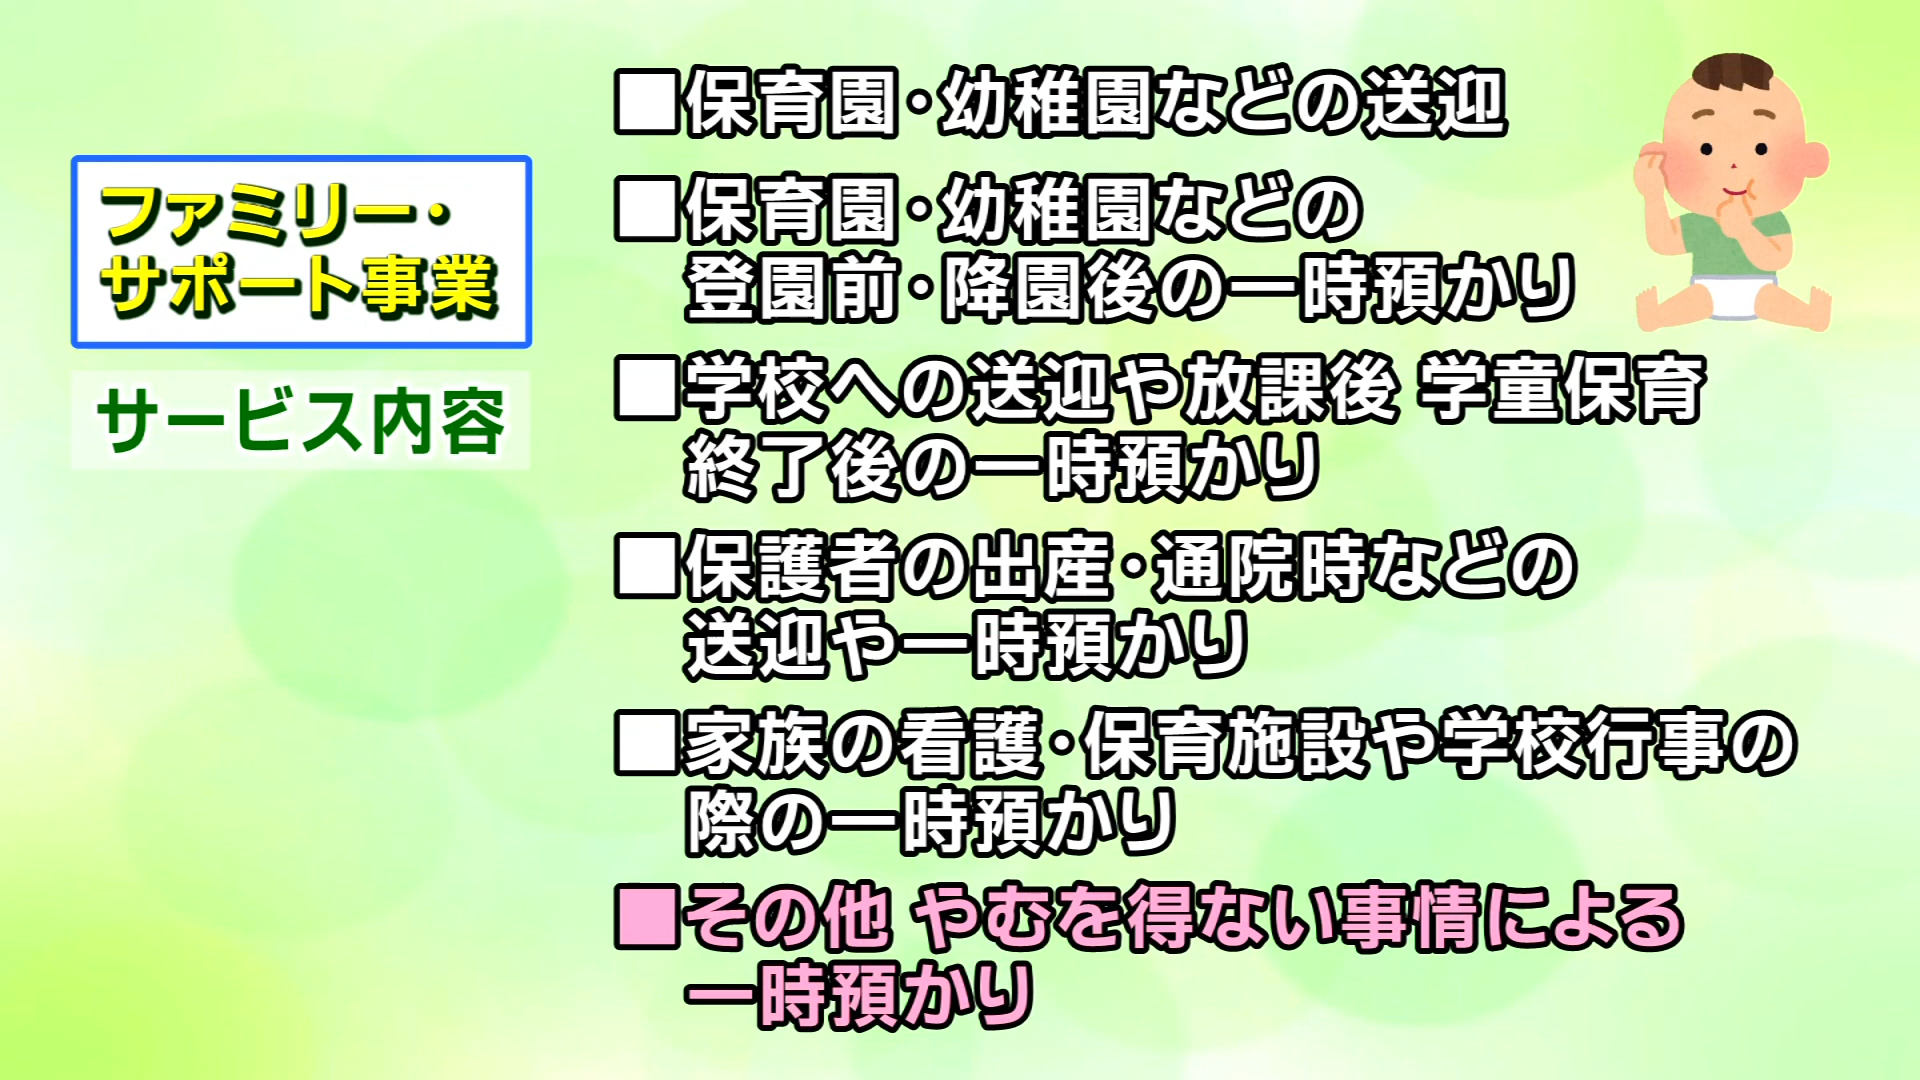 ファミリー・
サポート事業
サービス内容
■保育園・幼稚園などの送迎
■保育園・幼稚園などの
登園前・降園後の一時預かり
■学校への送迎や放課後 学童保育
終了後の一時預かり
■保護者の出産・通院時などの
送迎や一時預かり
■家族の看護・保育施設や学校行事の
際の一時預かり
■その他 やむを得ない事情による
一時預かり